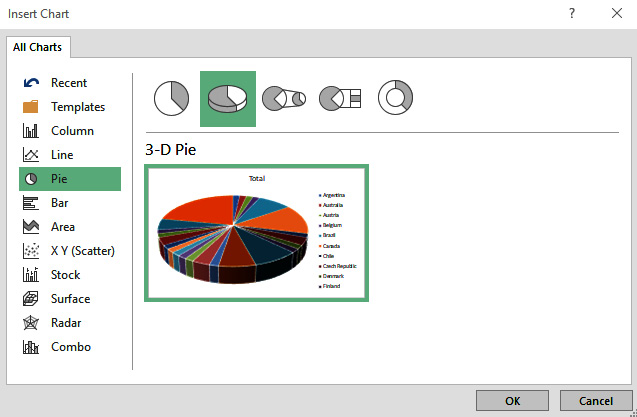 Insert Chart
?
All Charts
Recent
Templates
Column
Line
Pie
Bar
Area
X Y (Scatter)
Stock
Surface
Radar
Combo
3-D Pie
Total
Argentina
Australia
Austria
Belgium
Brazil
Canada
Chile
Czech Republic
Denmark
Finland
OK
Cancel